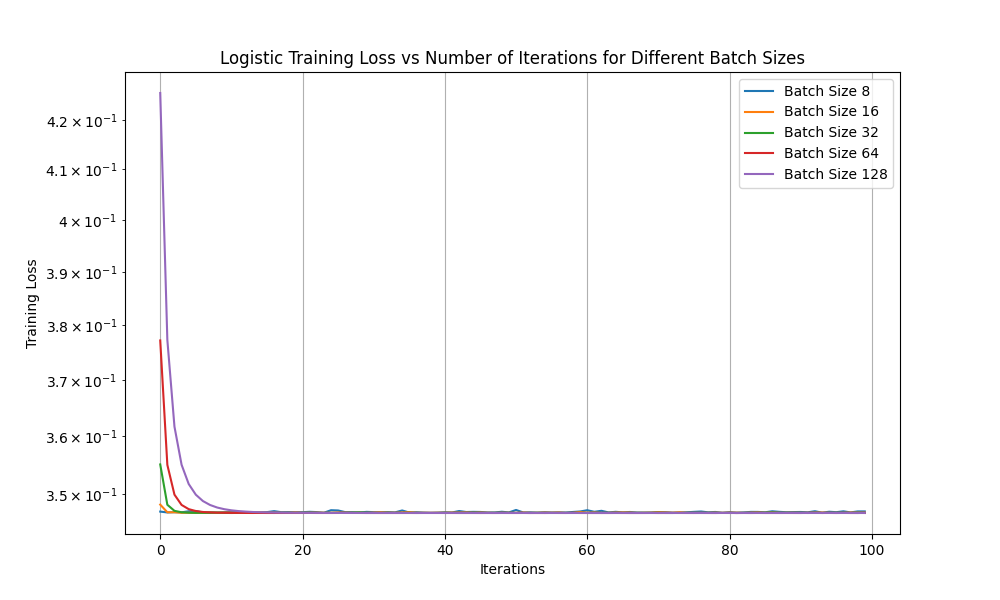 Logistic Training Loss vs Number of Iterations for Different Batch Sizes
Batch Size 8
Batch Size 16
Batch Size 32
Batch Size 64
Batch Size 128
4.2 × 10⁻¹
4.1 × 10⁻¹
4 × 10⁻¹
3.9 × 10⁻¹
3.8 × 10⁻¹
3.7 × 10⁻¹
3.6 × 10⁻¹
3.5 × 10⁻¹
Training Loss
0 20 40 60 80 100
Iterations